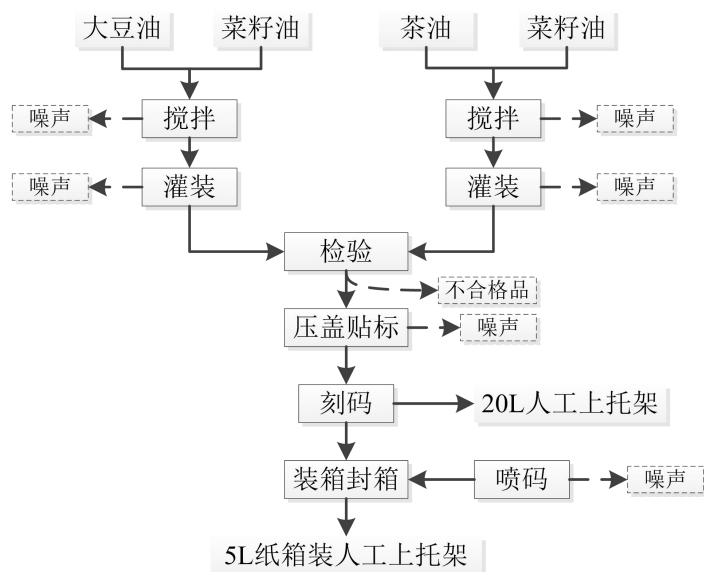 大豆油 菜籽油 茶油 菜籽油
噪声 搅拌 搅拌 噪声
噪声 灌装 灌装 噪声
检验
不合格品
压盖贴标 噪声
刻码 20L人工上托架
装箱封箱 喷码 噪声
5L纸箱装人工上托架